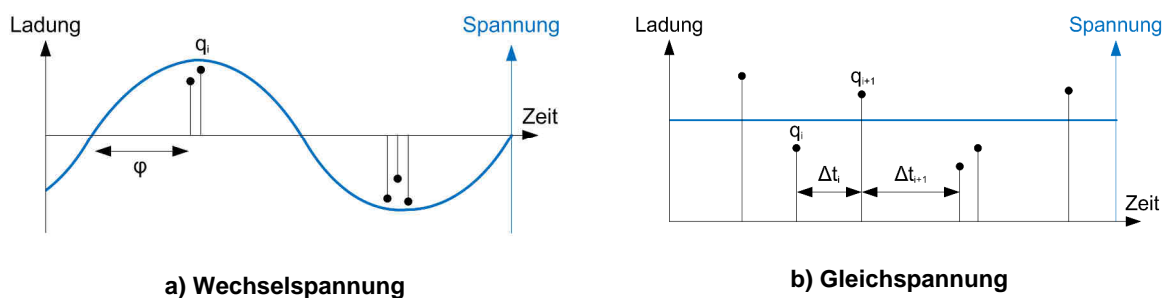 Ladung
Spannung
qᵢ
Zeit
φ
a) Wechselspannung
Ladung
Spannung
qᵢ₊₁
qᵢ
Δtᵢ
Δtᵢ₊₁
Zeit
b) Gleichspannung